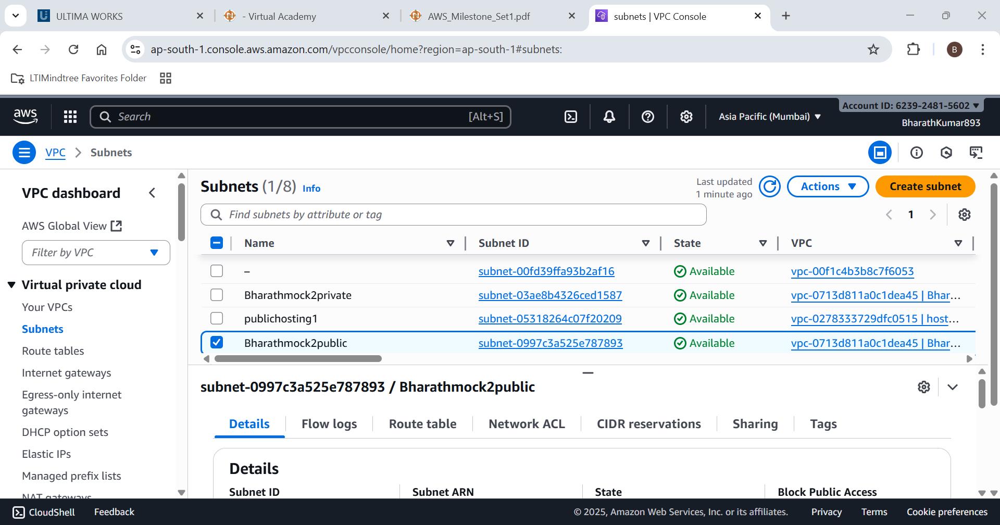 ULTIMA WORKS
- Virtual Academy
AWS_Milestone_Set1.pdf
subnets | VPC Console
ap-south-1.console.aws.amazon.com/vpcconsole/home?region=ap-south-1#subnets:
B
LTIMindtree Favorites Folder
aws
Search
[Alt+S]
Asia Pacific (Mumbai)
Account ID: 6239-2481-5602
BharathKumar893
VPC
Subnets
VPC dashboard
AWS Global View
Filter by VPC
Virtual private cloud
Your VPCs
Subnets
Route tables
Internet gateways
Egress-only internet
gateways
DHCP option sets
Elastic IPs
Managed prefix lists
NAT gateways
Subnets (1/8) Info
Last updated
1 minute ago
Actions
Create subnet
Find subnets by attribute or tag
1
Name Subnet ID State VPC
– subnet-00fd39ffa93b2af16 Available vpc-00f1c4b3b8c7f6053
Bharathmock2private subnet-03ae8b4326ced1587 Available vpc-0713d811a0c1dea45 | Bhar…
publichosting1 subnet-05318264c07f20209 Available vpc-0278333729dfc0515 | host…
Bharathmock2public subnet-0997c3a525e787893 Available vpc-0713d811a0c1dea45 | Bhar…
subnet-0997c3a525e787893 / Bharathmock2public
Details Flow logs Route table Network ACL CIDR reservations Sharing Tags
Details
Subnet ID Subnet ARN State Block Public Access
CloudShell Feedback © 2025, Amazon Web Services, Inc. or its affiliates. Privacy Terms Cookie preferences